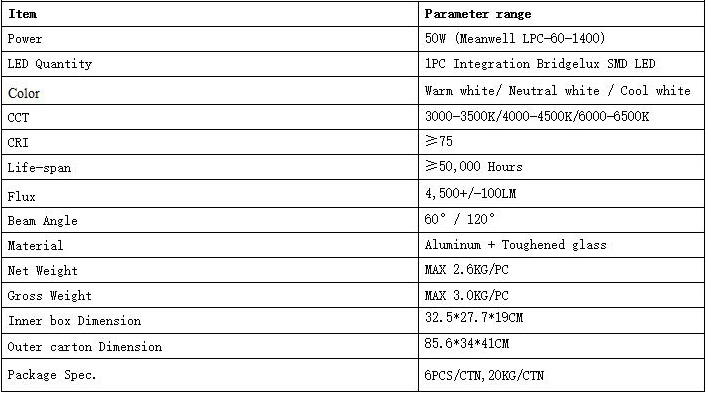 Item Parameter range
Power 50W (Meanwell LPC-60-1400)
LED Quantity 1PC Integration Bridgelux SMD LED
Color Warm white/ Neutral white / Cool white
CCT 3000-3500K/4000-4500K/6000-6500K
CRI ≥75
Life-span ≥50,000 Hours
Flux 4,500+/-100LM
Beam Angle 60°/ 120°
Material Aluminum + Toughened glass
Net Weight MAX 2.6KG/PC
Gross Weight MAX 3.0KG/PC
Inner box Dimension 32.5*27.7*19CM
Outer carton Dimension 85.6*34*41CM
Package Spec. 6PCS/CTN,20KG/CTN